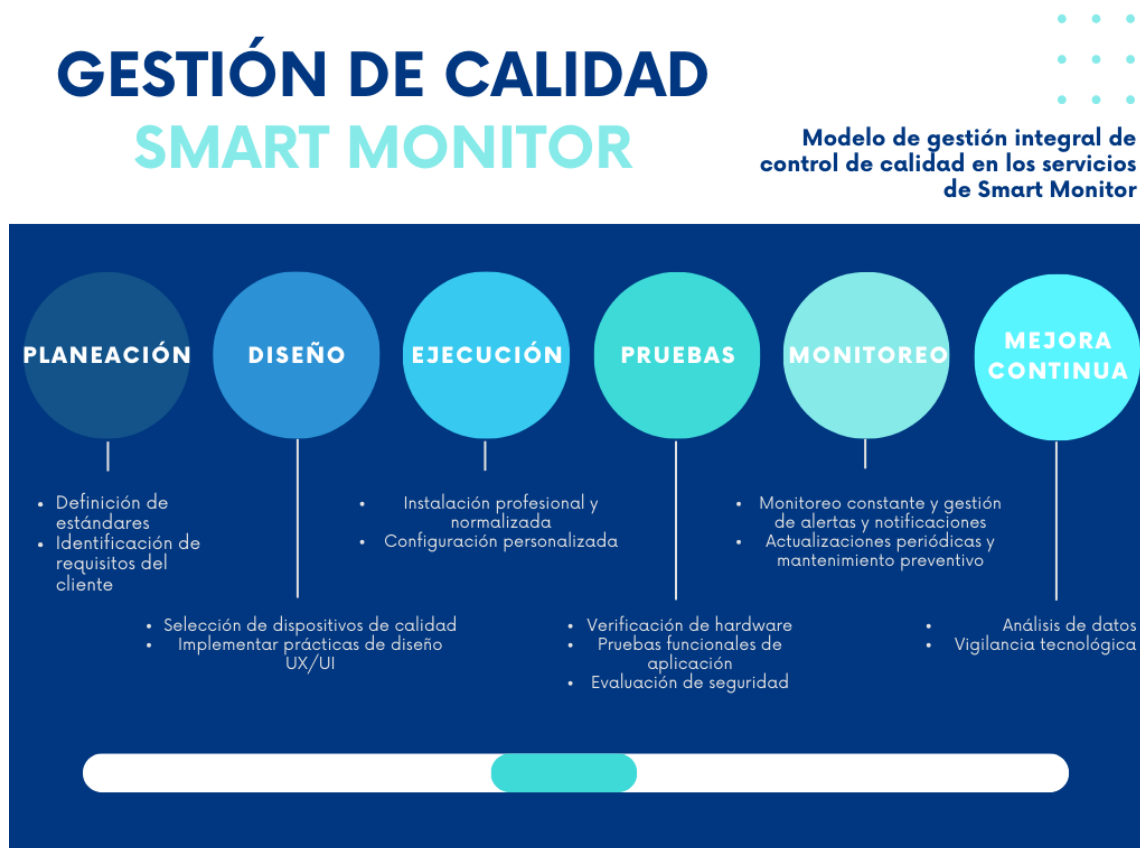 GESTIÓN DE CALIDAD
SMART MONITOR
Modelo de gestión integral de
control de calidad en los servicios
de Smart Monitor
PLANEACIÓN
DISEÑO
EJECUCIÓN
PRUEBAS
MONITOREO
MEJORA
CONTINUA
• Definición de
estándares
• Identificación de
requisitos del
cliente
• Instalación profesional y
normalizada
• Configuración personalizada
• Monitoreo constante y gestión
de alertas y notificaciones
• Actualizaciones periódicas y
mantenimiento preventivo
• Selección de dispositivos de calidad
• Implementar prácticas de diseño
UX/UI
• Verificación de hardware
• Pruebas funcionales de
aplicación
• Evaluación de seguridad
• Análisis de datos
• Vigilancia tecnológica